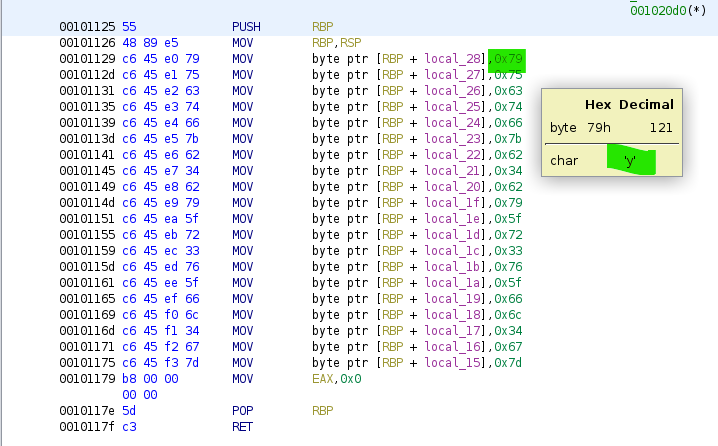 001020d0(*)
00101125 55 PUSH RBP
00101126 48 89 e5 MOV RBP,RSP
00101129 c6 45 e0 79 MOV byte ptr [RBP + local_28],0x79
0010112d c6 45 e1 75 MOV byte ptr [RBP + local_27],0x75
00101131 c6 45 e2 63 MOV byte ptr [RBP + local_26],0x63
00101135 c6 45 e3 74 MOV byte ptr [RBP + local_25],0x74
00101139 c6 45 e4 66 MOV byte ptr [RBP + local_24],0x66
0010113d c6 45 e5 7b MOV byte ptr [RBP + local_23],0x7b
00101141 c6 45 e6 62 MOV byte ptr [RBP + local_22],0x62
00101145 c6 45 e7 34 MOV byte ptr [RBP + local_21],0x34
00101149 c6 45 e8 62 MOV byte ptr [RBP + local_20],0x62
0010114d c6 45 e9 79 MOV byte ptr [RBP + local_1f],0x79
00101151 c6 45 ea 5f MOV byte ptr [RBP + local_1e],0x5f
00101155 c6 45 eb 72 MOV byte ptr [RBP + local_1d],0x72
00101159 c6 45 ec 33 MOV byte ptr [RBP + local_1c],0x33
0010115d c6 45 ed 76 MOV byte ptr [RBP + local_1b],0x76
00101161 c6 45 ee 5f MOV byte ptr [RBP + local_1a],0x5f
00101165 c6 45 ef 66 MOV byte ptr [RBP + local_19],0x66
00101169 c6 45 f0 6c MOV byte ptr [RBP + local_18],0x6c
0010116d c6 45 f1 34 MOV byte ptr [RBP + local_17],0x34
00101171 c6 45 f2 67 MOV byte ptr [RBP + local_16],0x67
00101175 c6 45 f3 7d MOV byte ptr [RBP + local_15],0x7d
00101179 b8 00 00 MOV EAX,0x0
00 00
0010117e 5d POP RBP
0010117f c3 RET
Hex Decimal
byte 79h 121
char 'y'